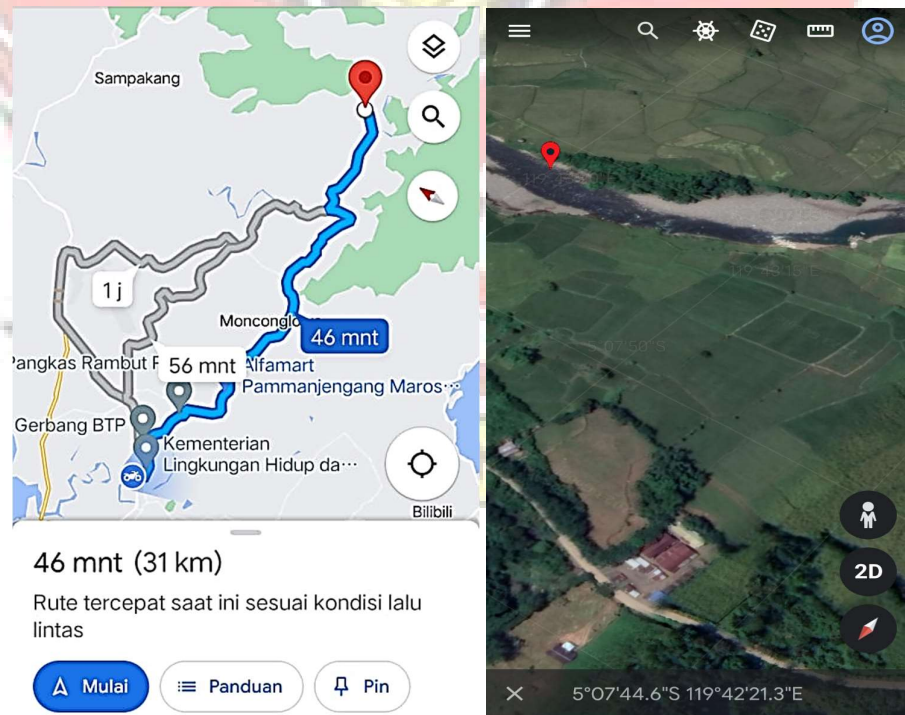 Sampakang
1 j
Monconglo
46 mnt
Pangkas Rambut
56 mnt
Alfamart
Pammanjengang Maros...
Gerbang BTP
Kementerian
Lingkungan Hidup da...
Bilibili
46 mnt (31 km)
Rute tercepat saat ini sesuai kondisi lalu
lintas
Mulai
Panduan
Pin
2D
5°07'44.6"S 119°42'21.3"E